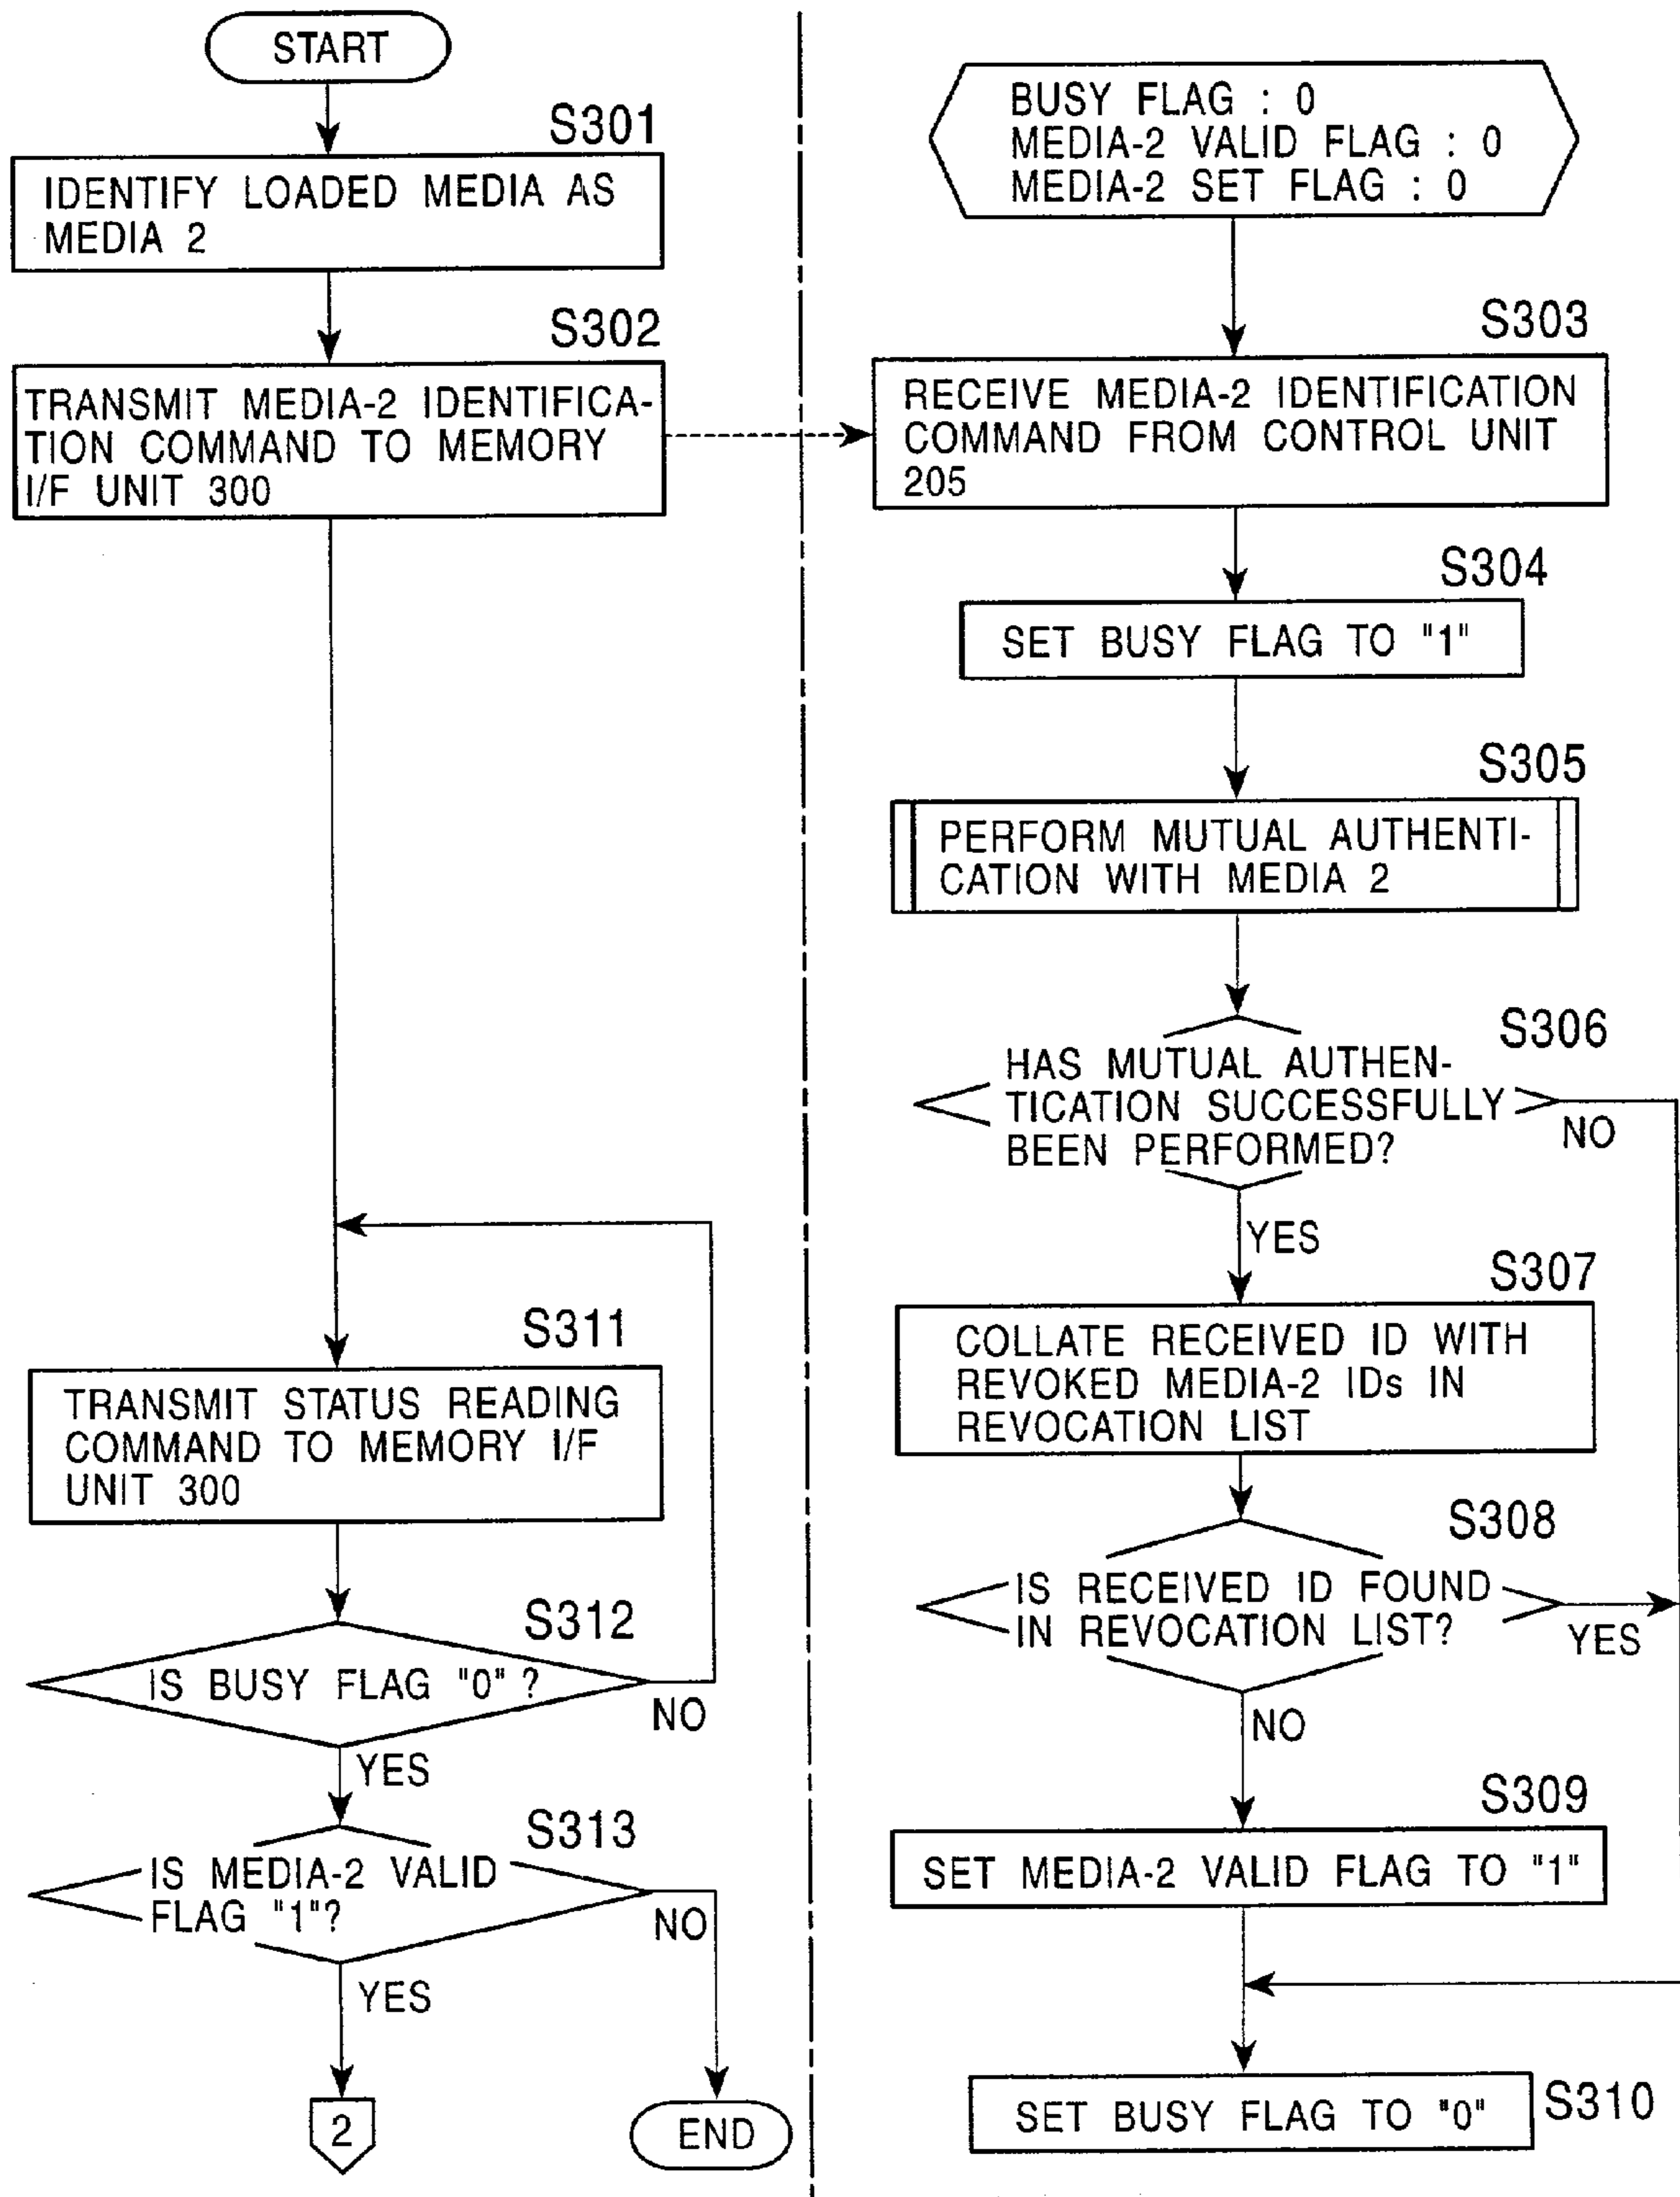 START
S301
IDENTIFY LOADED MEDIA AS
MEDIA 2
S302
TRANSMIT MEDIA-2 IDENTIFICA-
TION COMMAND TO MEMORY
I/F UNIT 300
S311
TRANSMIT STATUS READING
COMMAND TO MEMORY I/F
UNIT 300
S312
IS BUSY FLAG "0" ?
NO
YES
S313
IS MEDIA-2 VALID
FLAG "1"?
NO
YES
2
END
BUSY FLAG : 0
MEDIA-2 VALID FLAG : 0
MEDIA-2 SET FLAG : 0
S303
RECEIVE MEDIA-2 IDENTIFICATION
COMMAND FROM CONTROL UNIT
205
S304
SET BUSY FLAG TO "1"
S305
PERFORM MUTUAL AUTHENTI-
CATION WITH MEDIA 2
S306
HAS MUTUAL AUTHEN-
TICATION SUCCESSFULLY
BEEN PERFORMED?
NO
YES
S307
COLLATE RECEIVED ID WITH
REVOKED MEDIA-2 IDs IN
REVOCATION LIST
S308
IS RECEIVED ID FOUND
IN REVOCATION LIST?
YES
NO
S309
SET MEDIA-2 VALID FLAG TO "1"
SET BUSY FLAG TO "0"
S310